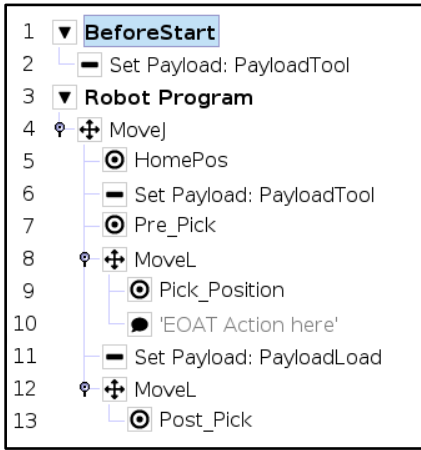 1 BeforeStart
2 Set Payload: PayloadTool
3 Robot Program
4 MoveJ
5 HomePos
6 Set Payload: PayloadTool
7 Pre_Pick
8 MoveL
9 Pick_Position
10 'EOAT Action here'
11 Set Payload: PayloadLoad
12 MoveL
13 Post_Pick